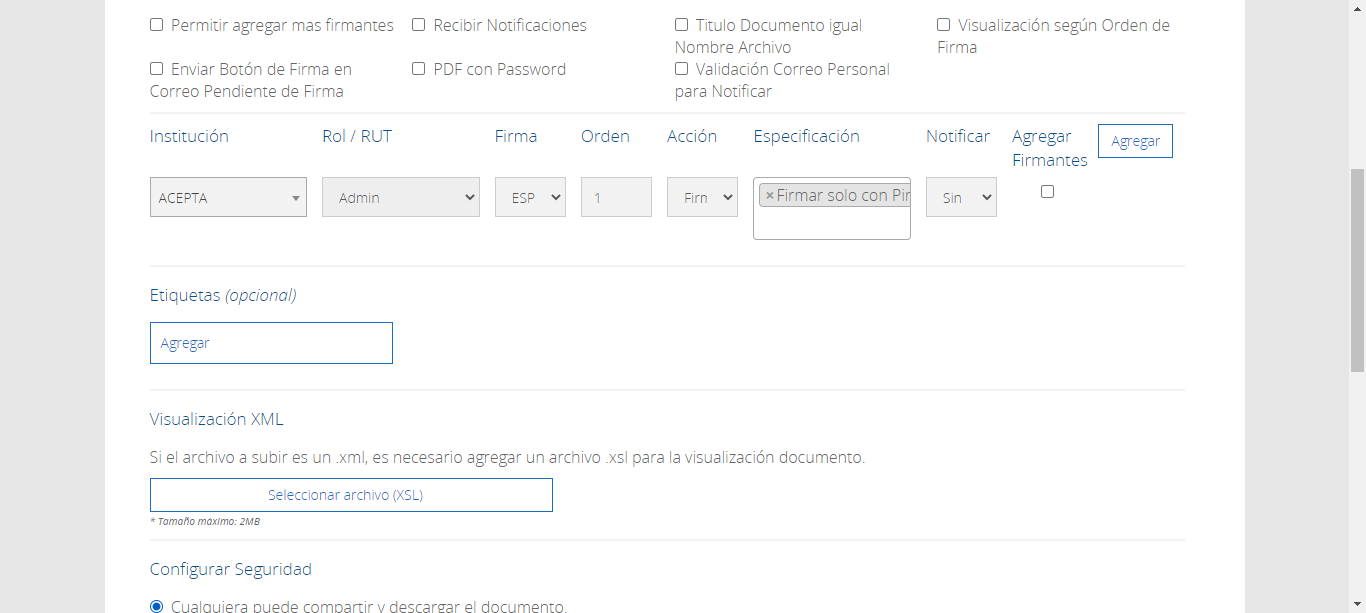 Permitir agregar mas firmantes
Recibir Notificaciones
Titulo Documento igual
Nombre Archivo
Visualización según Orden de
Firma
Enviar Botón de Firma en
Correo Pendiente de Firma
PDF con Password
Validación Correo Personal
para Notificar
Institución
Rol / RUT
Firma
Orden
Acción
Especificación
Notificar
Agregar
Firmantes
Agregar
ACEPTA
Admin
ESP
1
Firm
× Firmar solo con Pin
Sin
Etiquetas (opcional)
Agregar
Visualización XML
Si el archivo a subir es un .xml, es necesario agregar un archivo .xsl para la visualización documento.
Seleccionar archivo (XSL)
* Tamaño máximo: 2MB
Configurar Seguridad
Cualquiera puede compartir y descargar el documento.